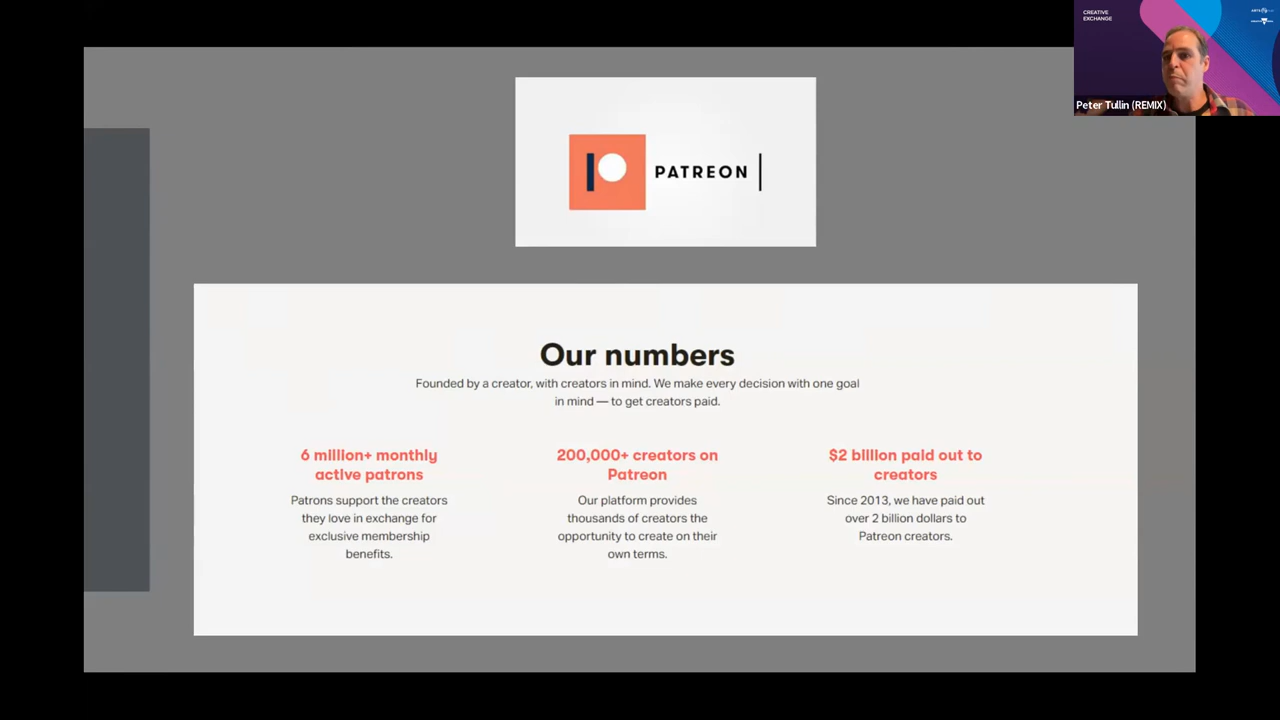 CREATIVE
EXCHANGE
Peter Tullin (REMIX)
PATREON
Our numbers
Founded by a creator, with creators in mind. We make every decision with one goal
in mind — to get creators paid.
6 million+ monthly
active patrons
Patrons support the creators
they love in exchange for
exclusive membership
benefits.
200,000+ creators on
Patreon
Our platform provides
thousands of creators the
opportunity to create on their
own terms.
$2 billion paid out to
creators
Since 2013, we have paid out
over 2 billion dollars to
Patreon creators.